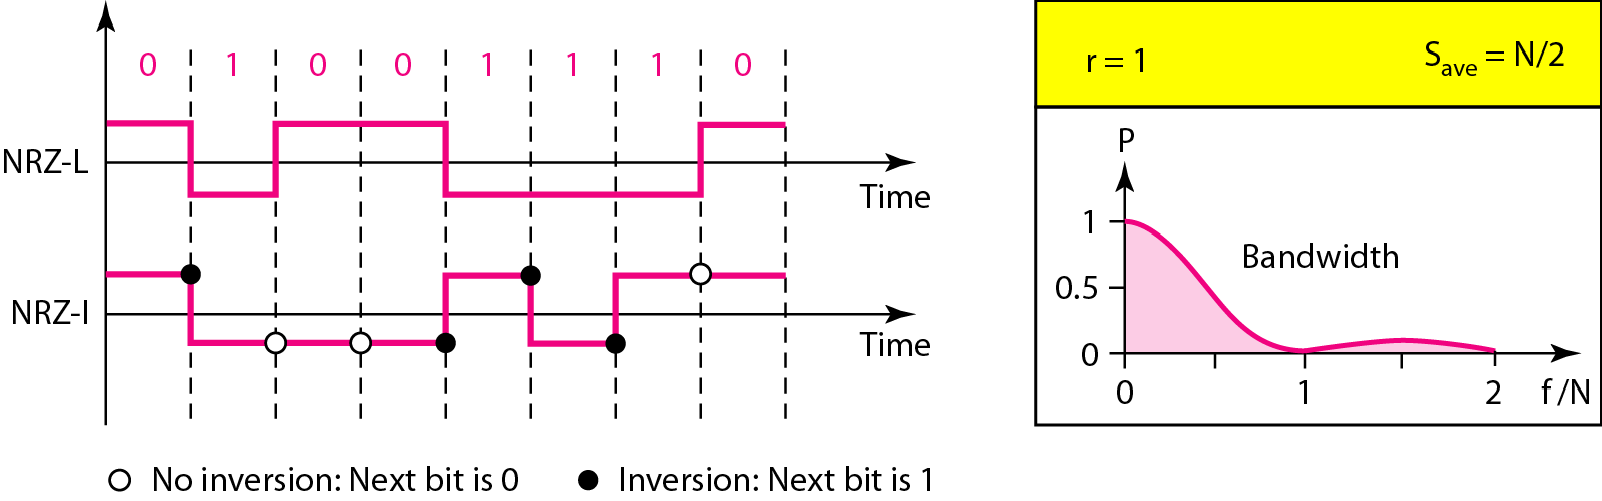 0 1 0 0 1 1 1 0
NRZ-L
Time
NRZ-I
Time
No inversion: Next bit is 0
Inversion: Next bit is 1
r = 1
Save = N/2
P
1
Bandwidth
0.5
0
0 1 2 f/N